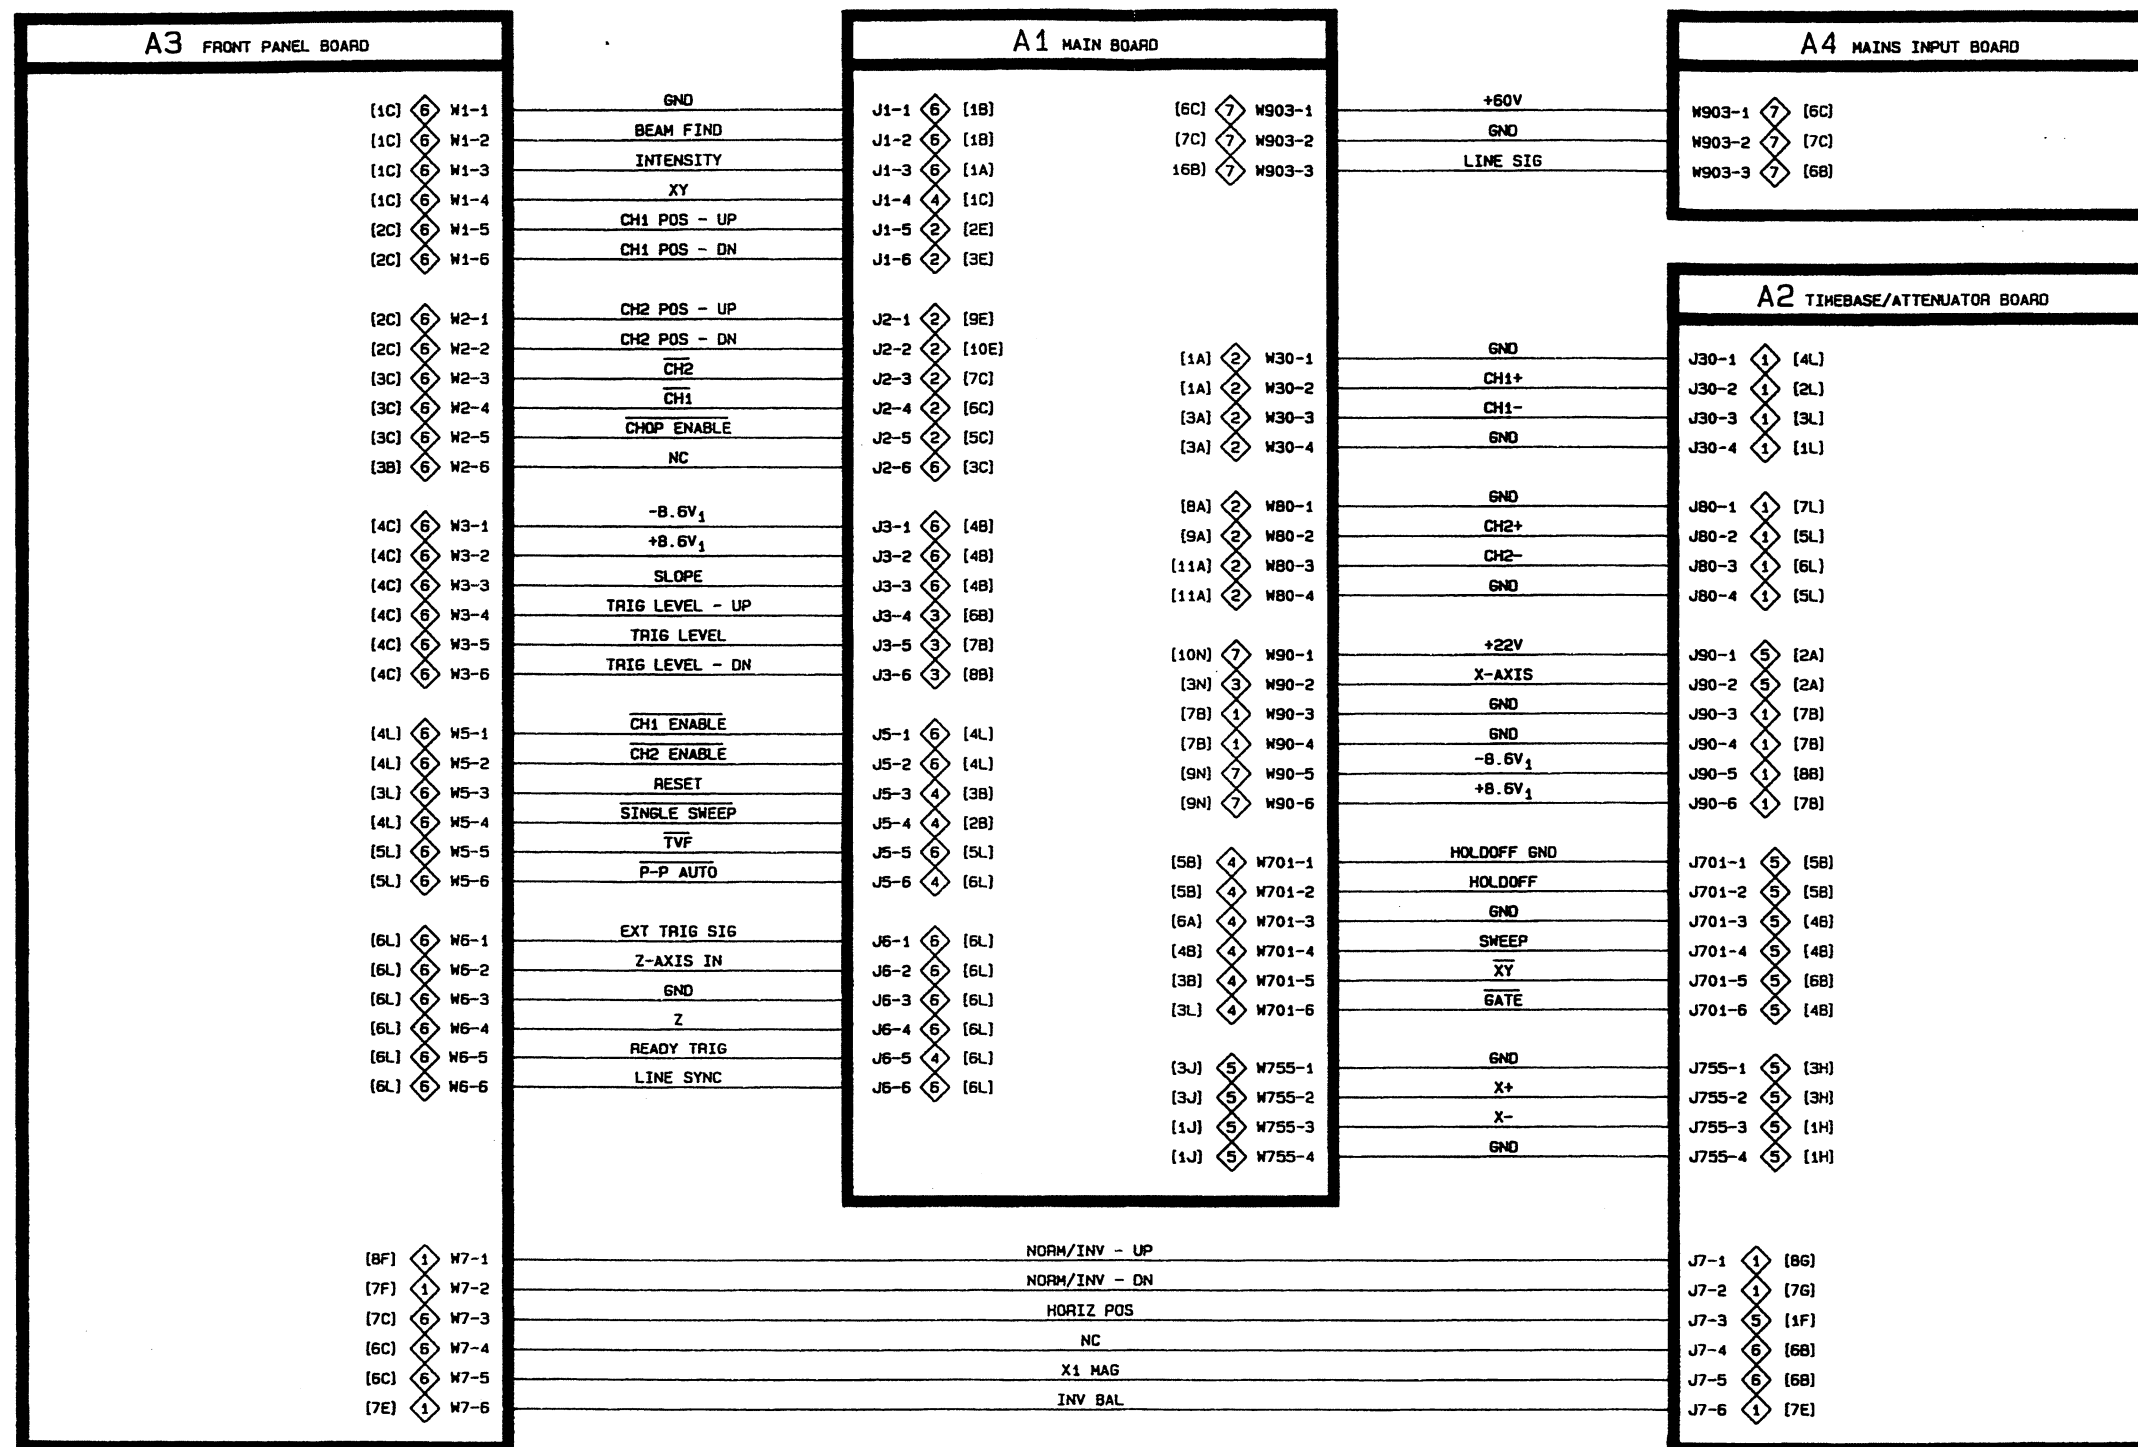 A3 FRONT PANEL BOARD
A1 MAIN BOARD
A4 MAINS INPUT BOARD
[1C] 6 W1-1 GND J1-1 6 [1B]
[1C] 6 W1-2 BEAM FIND J1-2 6 [1B]
[1C] 6 W1-3 INTENSITY J1-3 6 [1A]
[1C] 6 W1-4 XY J1-4 4 [1C]
[2C] 6 W1-5 CH1 POS - UP J1-5 2 [2E]
[2C] 6 W1-6 CH1 POS - DN J1-6 2 [3E]
[2C] 6 W2-1 CH2 POS - UP J2-1 2 [9E]
[2C] 6 W2-2 CH2 POS - DN J2-2 2 [10E]
[3C] 6 W2-3 CH2 J2-3 2 [7C]
[3C] 6 W2-4 CH1 J2-4 2 [6C]
[3C] 6 W2-5 CHOP ENABLE J2-5 2 [5C]
[3B] 6 W2-6 NC J2-6 6 [3C]
[4C] 6 W3-1 -8.6V1 J3-1 6 [4B]
[4C] 6 W3-2 +8.6V1 J3-2 6 [4B]
[4C] 6 W3-3 SLOPE J3-3 6 [4B]
[4C] 6 W3-4 TRIG LEVEL - UP J3-4 3 [6B]
[4C] 6 W3-5 TRIG LEVEL J3-5 3 [7B]
[4C] 6 W3-6 TRIG LEVEL - DN J3-6 3 [8B]
[4L] 6 W5-1 CH1 ENABLE J5-1 6 [4L]
[4L] 6 W5-2 CH2 ENABLE J5-2 6 [4L]
[3L] 6 W5-3 RESET J5-3 4 [3B]
[4L] 6 W5-4 SINGLE SWEEP J5-4 4 [2B]
[5L] 6 W5-5 TVF J5-5 6 [5L]
[5L] 6 W5-6 P-P AUTO J5-6 4 [6L]
[6L] 6 W6-1 EXT TRIG SIG J6-1 6 [6L]
[6L] 6 W6-2 Z-AXIS IN J6-2 6 [6L]
[6L] 6 W6-3 GND J6-3 6 [6L]
[6L] 6 W6-4 Z J6-4 6 [6L]
[6L] 6 W6-5 READY TRIG J6-5 4 [6L]
[6L] 6 W6-6 LINE SYNC J6-6 6 [6L]
[6C] 7 W903-1 +60V W903-1 7 [6C]
[7C] 7 W903-2 GND W903-2 7 [7C]
16B) 7 W903-3 LINE SIG W903-3 7 [6B]
A2 TIMEBASE/ATTENUATOR BOARD
[1A] 2 W30-1 GND J30-1 1 [4L]
[1A] 2 W30-2 CH1+ J30-2 1 [2L]
[3A] 2 W30-3 CH1- J30-3 1 [3L]
[3A] 2 W30-4 GND J30-4 1 [1L]
[8A] 2 W80-1 GND J80-1 1 [7L]
[9A] 2 W80-2 CH2+ J80-2 1 [5L]
[11A] 2 W80-3 CH2- J80-3 1 [6L]
[11A] 2 W80-4 GND J80-4 1 [5L]
[10N] 7 W90-1 +22V J90-1 5 [2A]
[3N] 3 W90-2 X-AXIS J90-2 5 [2A]
[7B] 1 W90-3 GND J90-3 1 [7B]
[7B] 1 W90-4 GND J90-4 1 [7B]
[9N] 7 W90-5 -8.6V1 J90-5 1 [8B]
[9N] 7 W90-6 +8.6V1 J90-6 1 [7B]
[5B] 4 W701-1 HOLDOFF GND J701-1 5 [5B]
[5B] 4 W701-2 HOLDOFF J701-2 5 [5B]
[6A] 4 W701-3 GND J701-3 5 [4B]
[4B] 4 W701-4 SWEEP J701-4 5 [4B]
[3B] 4 W701-5 XY J701-5 5 [6B]
[3L] 4 W701-6 GATE J701-6 5 [4B]
[3J] 5 W755-1 GND J755-1 5 [3H]
[3J] 5 W755-2 X+ J755-2 5 [3H]
[1J] 5 W755-3 X- J755-3 5 [1H]
[1J] 5 W755-4 GND J755-4 5 [1H]
[8F] 1 W7-1 NORM/INV - UP J7-1 1 [8G]
[7F] 1 W7-2 NORM/INV - DN J7-2 1 [7G]
[7C] 6 W7-3 HORIZ POS J7-3 5 [1F]
[6C] 6 W7-4 NC J7-4 6 [6B]
[6C] 6 W7-5 X1 MAG J7-5 6 [6B]
[7E] 1 W7-6 INV BAL J7-6 1 [7E]